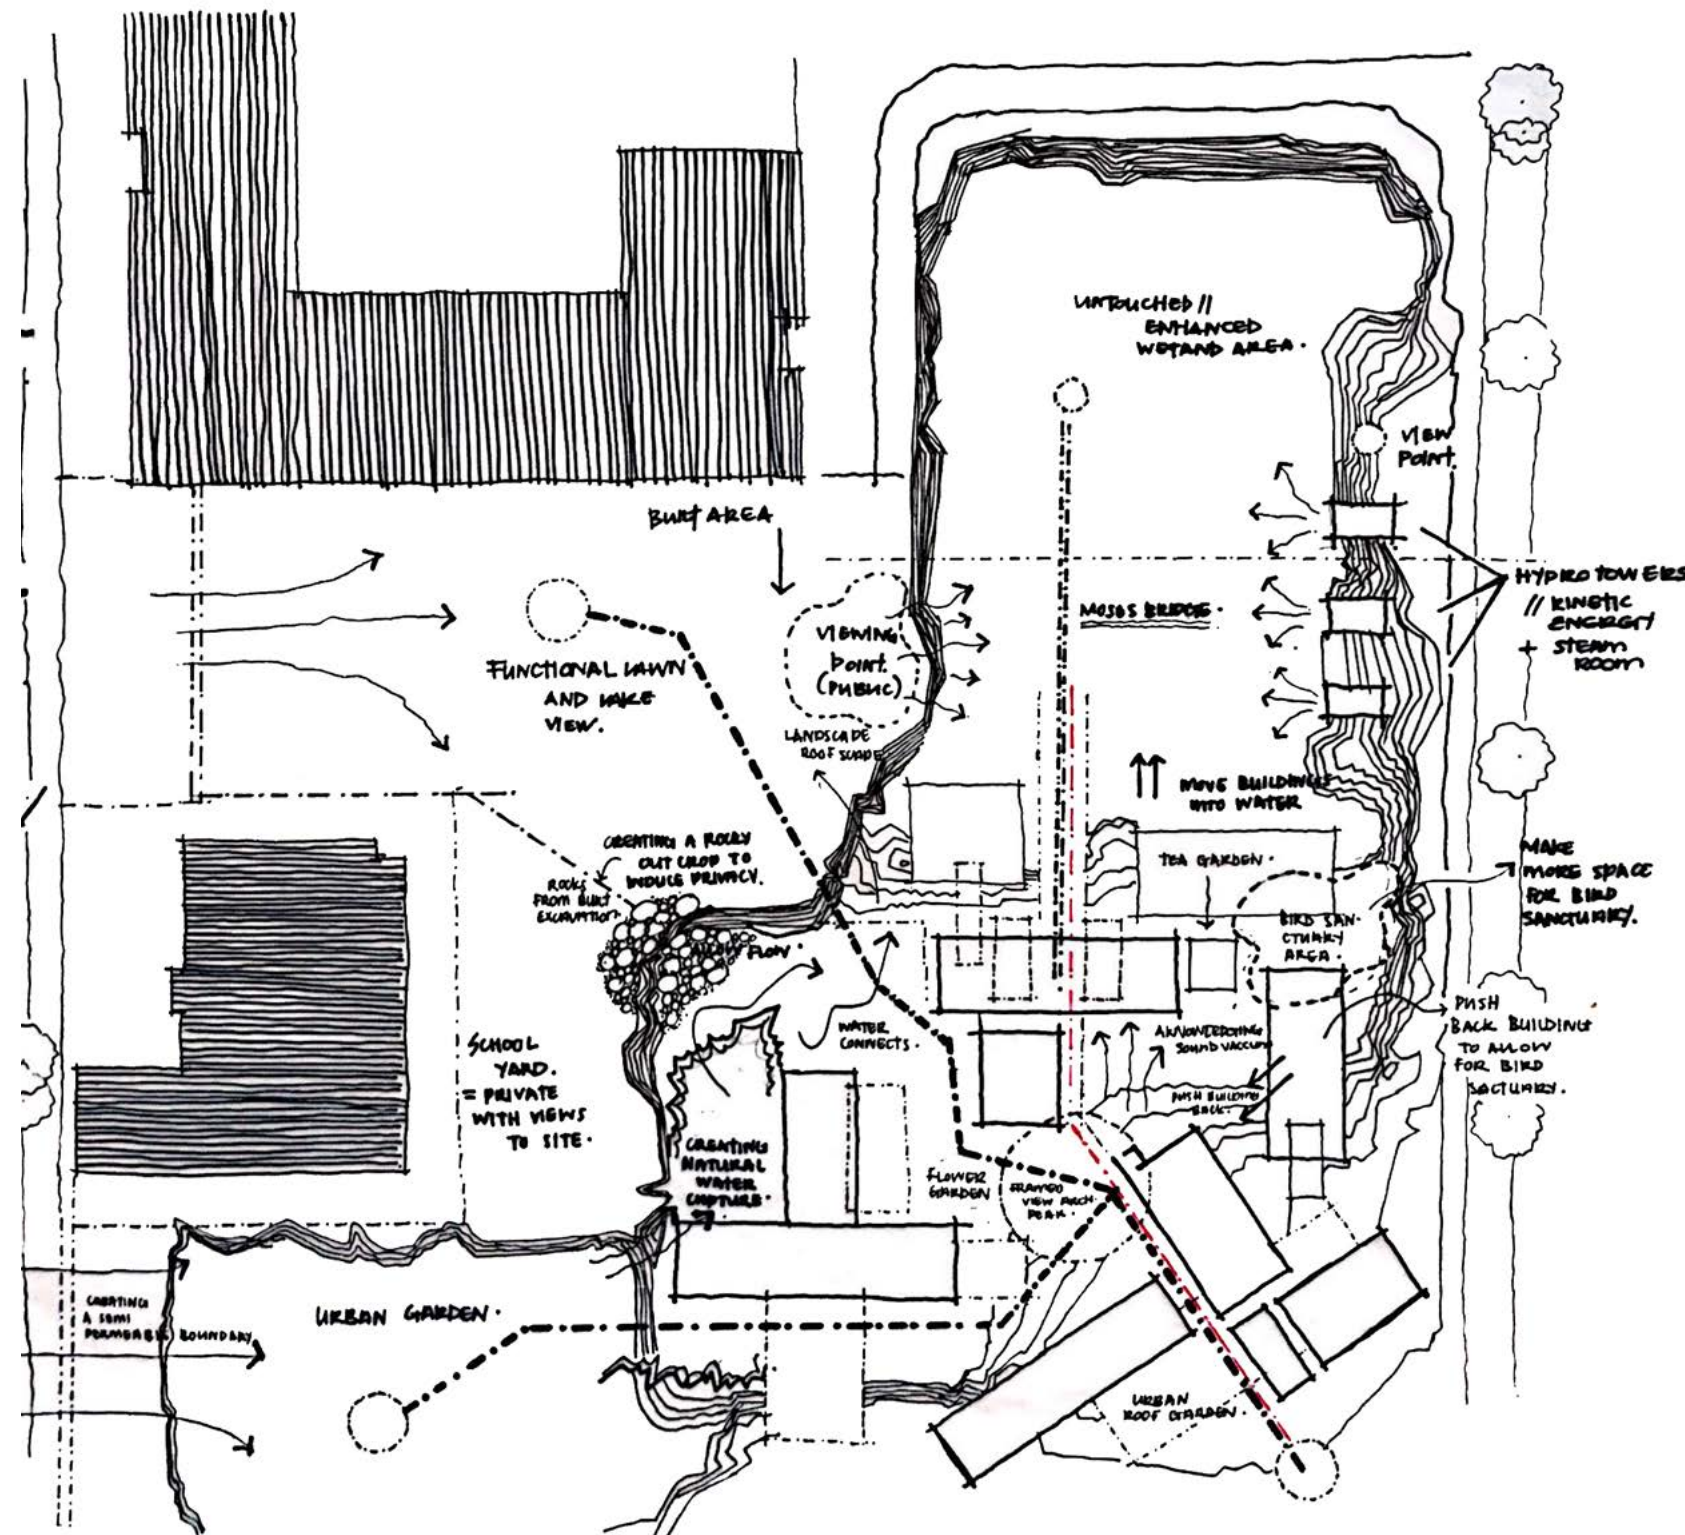 UNTOUCHED //
ENHANCED
WETAND AREA.
VIEW
POINT.
BUILT AREA
HYDRO TOWERS
// KINETIC
ENERGY
+ STEAM
ROOM
MOSES BRIDGE.
VIEWING
POINT.
(PUBLIC)
FUNCTIONAL LAWN
AND LAKE
VIEW.
LANDSCAPE
ROOF
MOVE BUILDINGS
INTO WATER
CREATING A ROCKY
OUT CROP TO
INDUCE PRIVACY.
ROCKS
FROM BUILT
EXCAVATION
TEA GARDEN.
MAKE
MORE SPACE
FOR BIRD
SANCTUARY.
BIRD SAN-
CTUARY
AREA.
FLOW.
WATER
CONNECTS.
SOUND VACCUM
PUSH
BACK BUILDING
TO ALLOW
FOR BIRD
SACTUARY.
PUSH BUILDING
BACK.
SCHOOL
YARD.
= PRIVATE
WITH VIEWS
TO SITE.
CREATING
NATURAL
WATER
CAPTURE.
FLOWER
GARDEN
FRAMED
VIEW ARCH.
PEAK.
CREATING
A SEMI
PERMEABLE BOUNDARY
URBAN GARDEN.
URBAN
ROOF GARDEN.